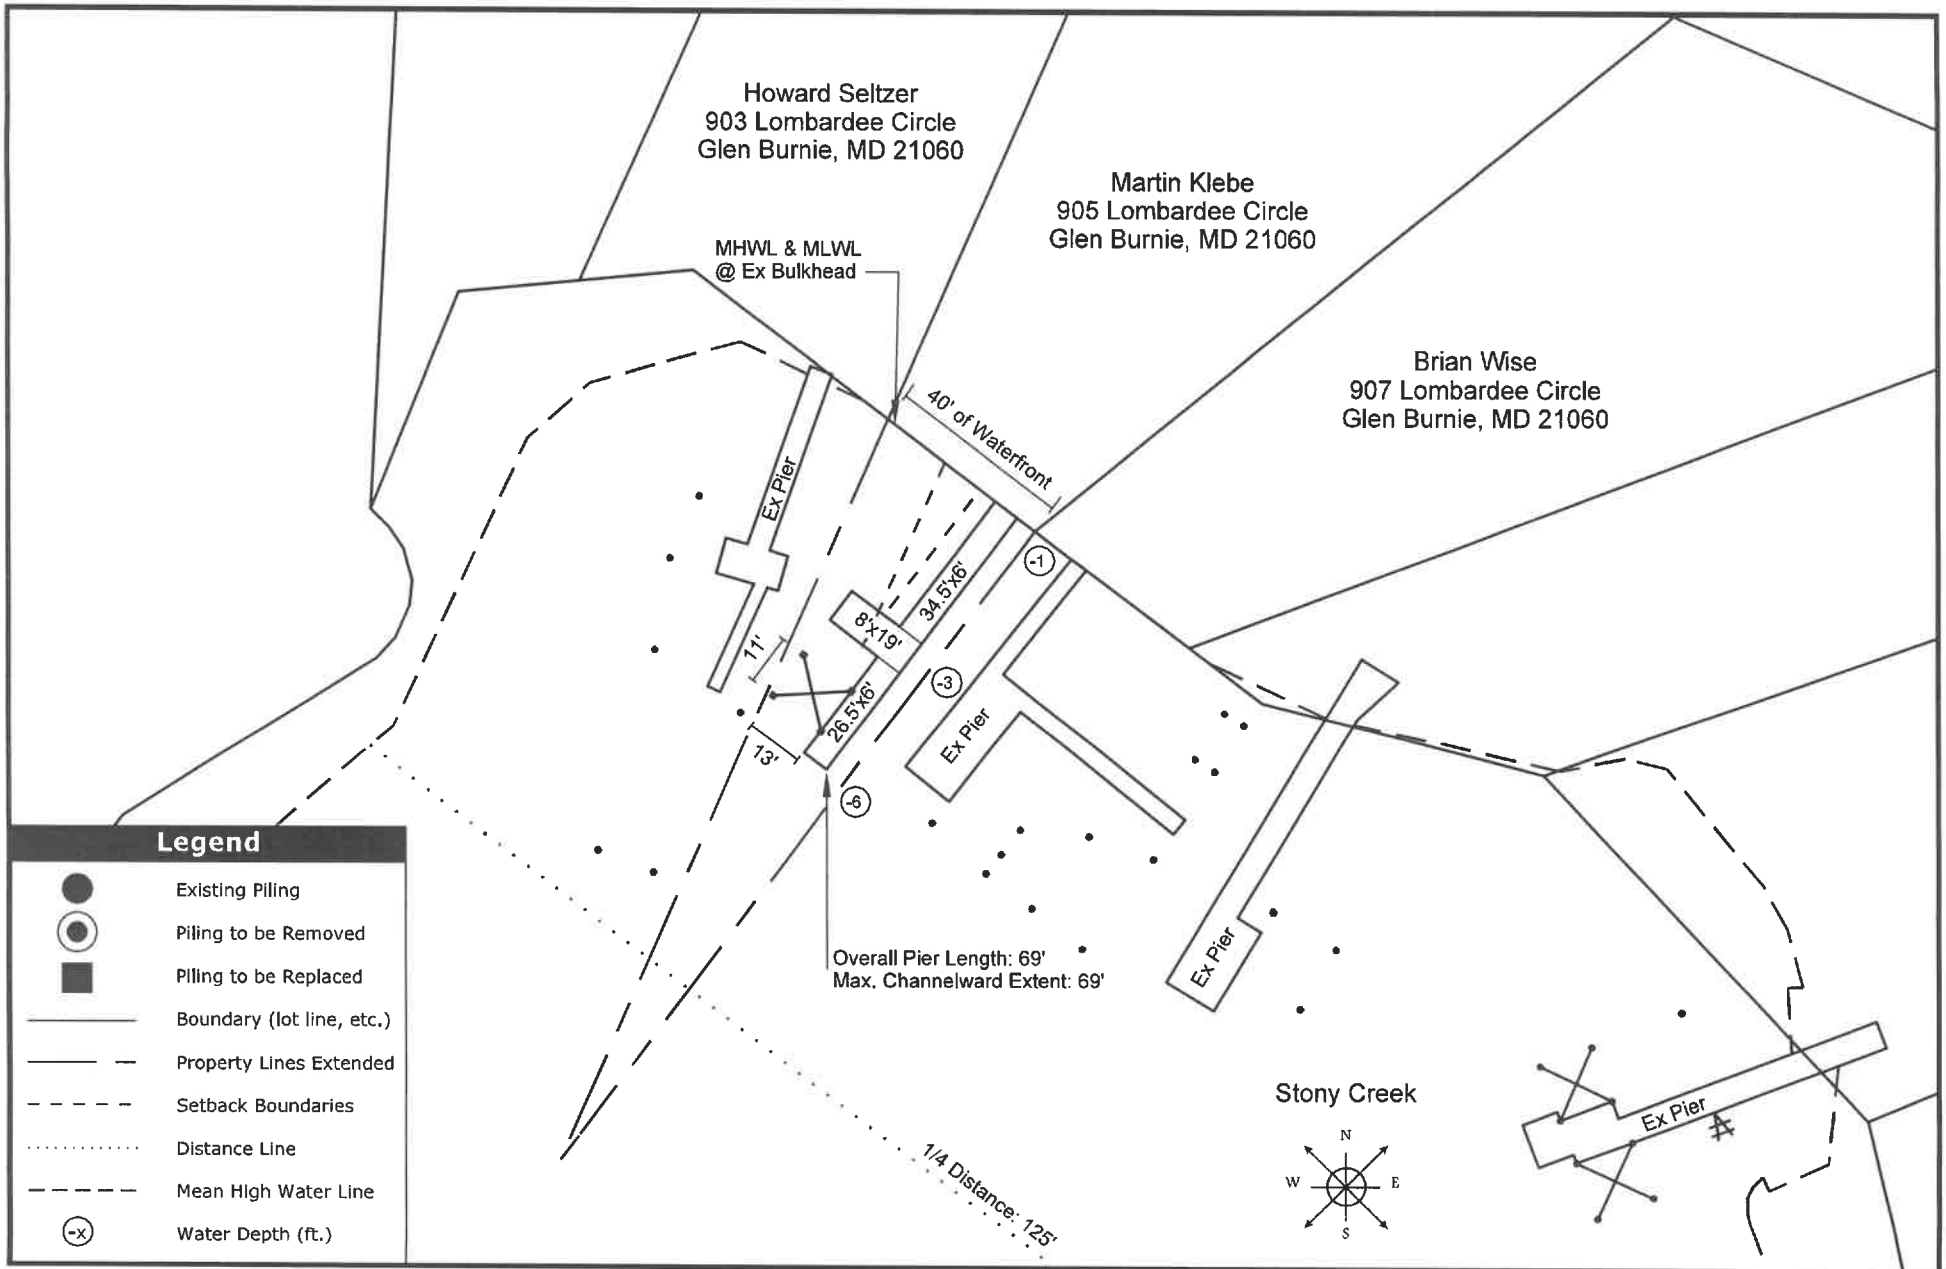 Howard Seltzer
903 Lombardee Circle
Glen Burnie, MD 21060
Martin Klebe
905 Lombardee Circle
Glen Burnie, MD 21060
MHWL & MLWL
@ Ex Bulkhead
Brian Wise
907 Lombardee Circle
Glen Burnie, MD 21060
40' of Waterfront
Ex Pier
-1
34.5'x6'
8'x19'
11'
-3
26.5'x6'
Ex Pier
13'
-6
Overall Pier Length: 69'
Max. Channelward Extent: 69'
Ex Pier
Ex Pier
Stony Creek
N
W
E
S
1/4 Distance: 125'
Legend
Existing Piling
Piling to be Removed
Piling to be Replaced
Boundary (lot line, etc.)
Property Lines Extended
Setback Boundaries
Distance Line
Mean High Water Line
-x
Water Depth (ft.)